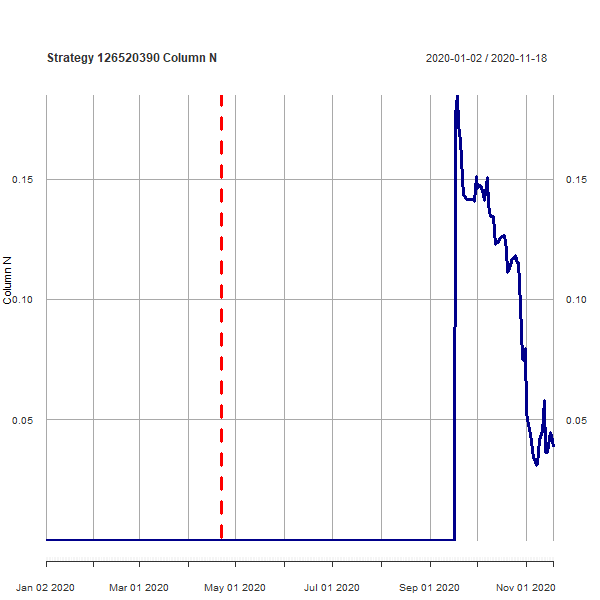 Strategy 126520390 Column N
2020-01-02 / 2020-11-18
0.15
0.15
Column N
0.10
0.10
0.05
0.05
Jan 02 2020
Mar 01 2020
May 01 2020
Jul 01 2020
Sep 01 2020
Nov 01 2020